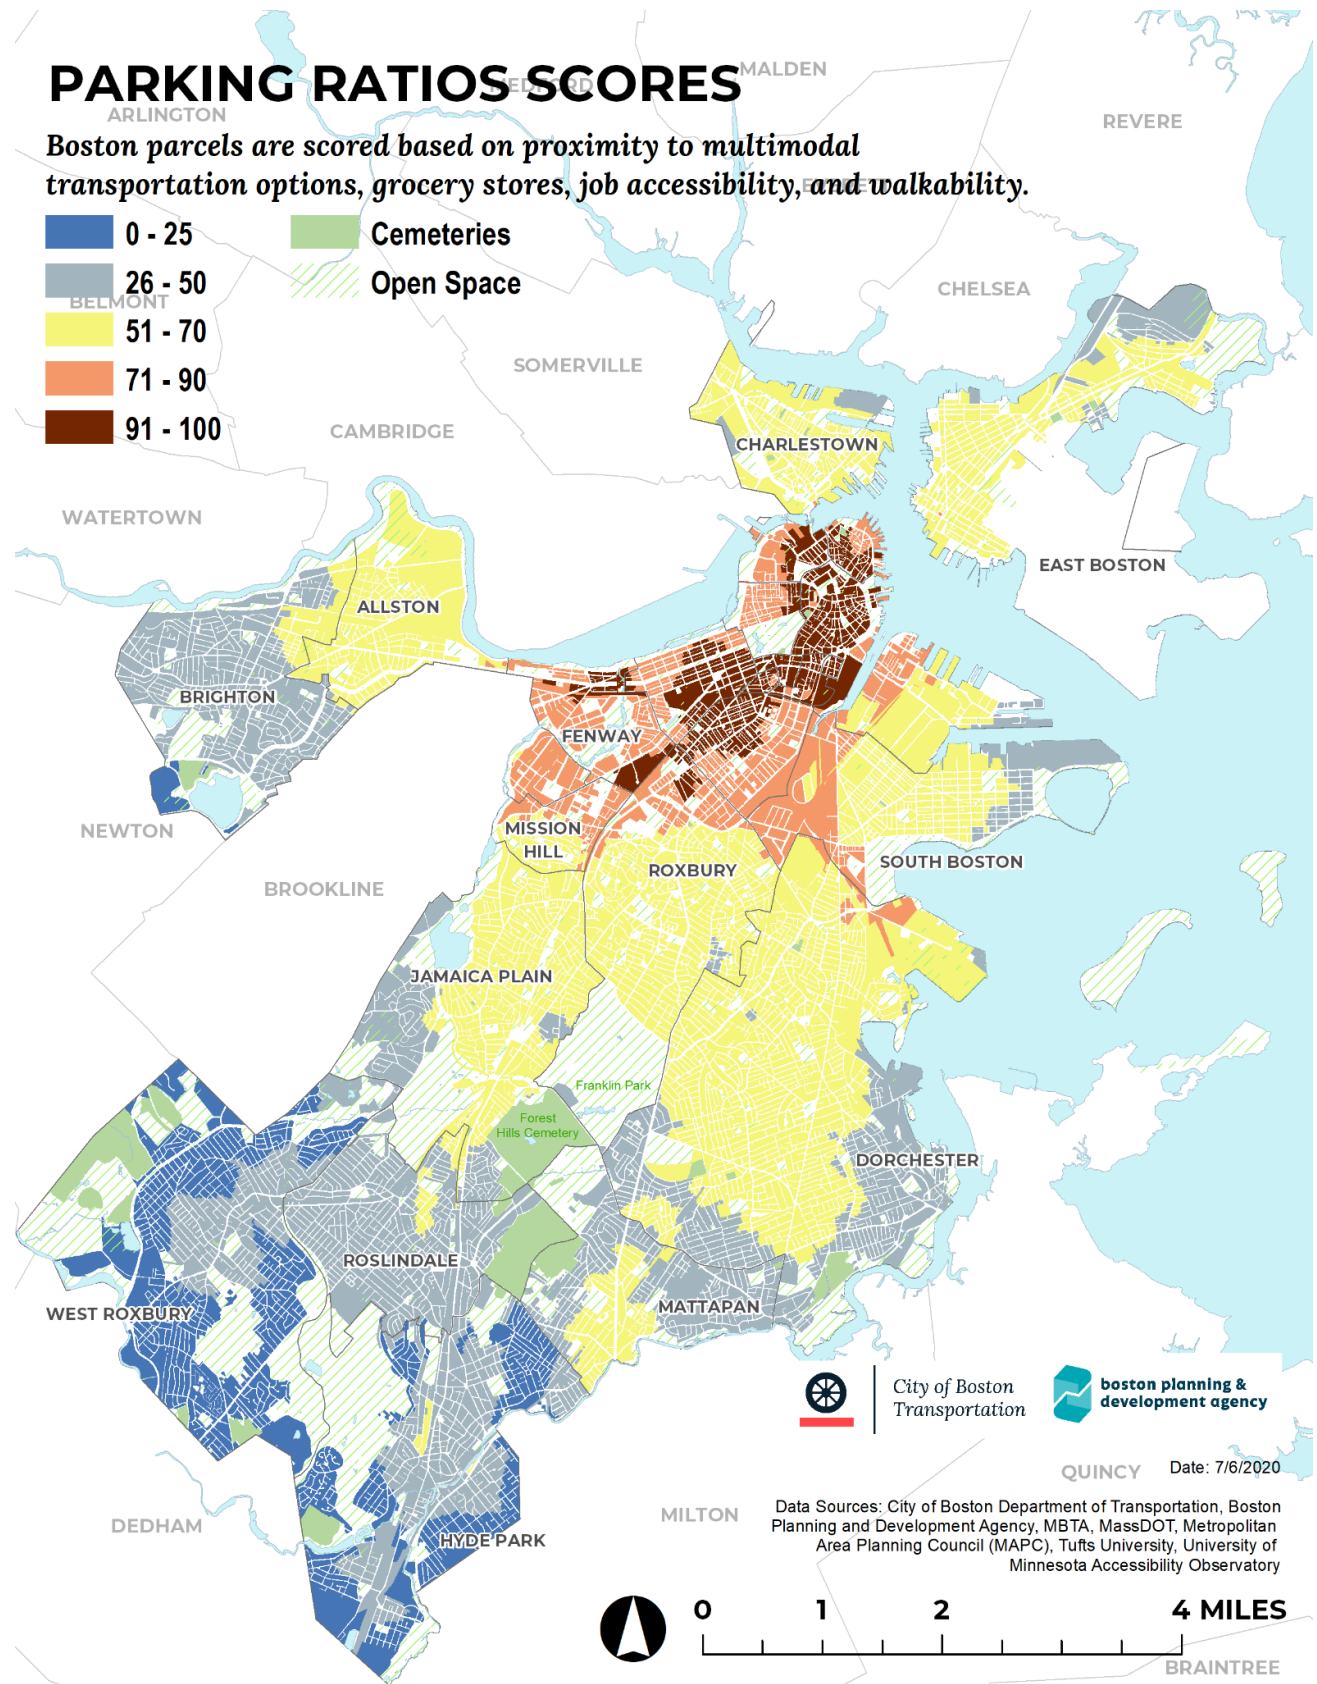 PARKING RATIOS SCORES
MEDFORD
MALDEN
ARLINGTON
REVERE
Boston parcels are scored based on proximity to multimodal
transportation options, grocery stores, job accessibility, and walkability.
EVERETT
0 - 25
Cemeteries
26 - 50
Open Space
BELMONT
51 - 70
71 - 90
91 - 100
CHELSEA
SOMERVILLE
CAMBRIDGE
CHARLESTOWN
WATERTOWN
EAST BOSTON
ALLSTON
BRIGHTON
FENWAY
NEWTON
MISSION
HILL
ROXBURY
SOUTH BOSTON
BROOKLINE
JAMAICA PLAIN
Franklin Park
Forest
Hills Cemetery
DORCHESTER
ROSLINDALE
WEST ROXBURY
MATTAPAN
City of Boston
Transportation
boston planning &
development agency
QUINCY
Date: 7/6/2020
DEDHAM
MILTON
HYDE PARK
Data Sources: City of Boston Department of Transportation, Boston
Planning and Development Agency, MBTA, MassDOT, Metropolitan
Area Planning Council (MAPC), Tufts University, University of
Minnesota Accessibility Observatory
0 1 2 4 MILES
BRAINTREE